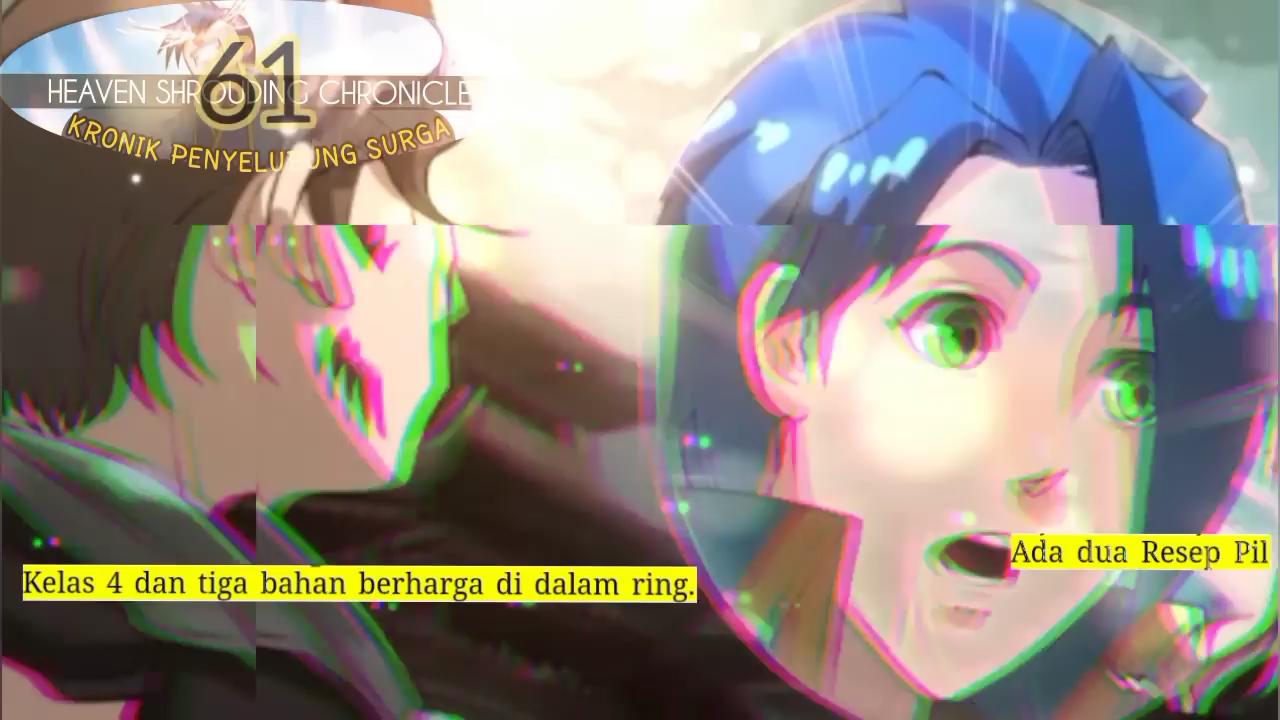 61
HEAVEN SHROUDING CHRONICLE
KRONIK PENYELUBUNG SURGA
Ada dua Resep Pil
Kelas 4 dan tiga bahan berharga di dalam ring.